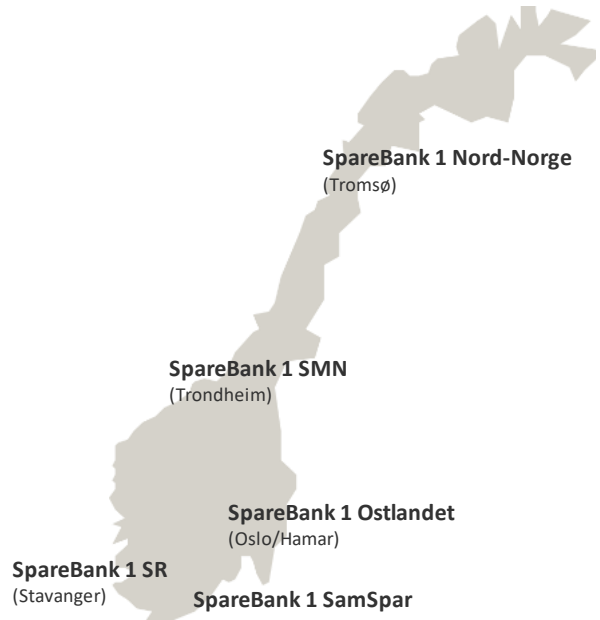 SpareBank 1 Nord-Norge
(Tromsø)
SpareBank 1 SMN
(Trondheim)
SpareBank 1 Ostlandet
(Oslo/Hamar)
SpareBank 1 SR
(Stavanger)
SpareBank 1 SamSpar